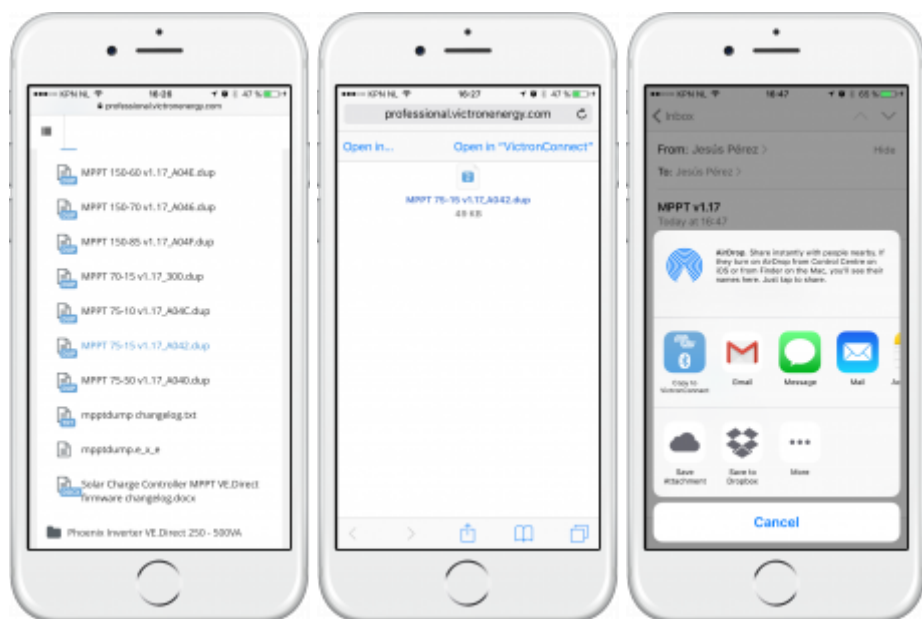 KPN NL
16:26
47 %
professional.victronenergy.com
MPPT 150-60 v1.17_A04E.dup
MPPT 150-70 v1.17_A046.dup
MPPT 150-85 v1.17_A04F.dup
MPPT 70-15 v1.17_300.dup
MPPT 75-10 v1.17_A04C.dup
MPPT 75-15 v1.17_A042.dup
MPPT 75-50 v1.17_A040.dup
mpptdump changelog.txt
mpptdump.e_x_e
Solar Charge Controller MPPT VE.Direct
firmware changelog.docx
Phoenix Inverter VE.Direct 250 - 500VA
KPN NL
16:27
47 %
professional.victronenergy.com
Open in...
Open in "VictronConnect"
MPPT 75-15 v1.17_A042.dup
49 KB
KPN NL
16:47
65 %
Inbox
From: Jesús Pérez
Hide
To: Jesús Pérez
MPPT v1.17
Today at 16:47
AirDrop. Share instantly with people nearby. If
they turn on AirDrop from Control Centre on
iOS or from Finder on the Mac, you'll see their
names here. Just tap to share.
Copy to
VictronConnect
Gmail
Message
Mail
Save
Attachment
Save to
Dropbox
More
Cancel